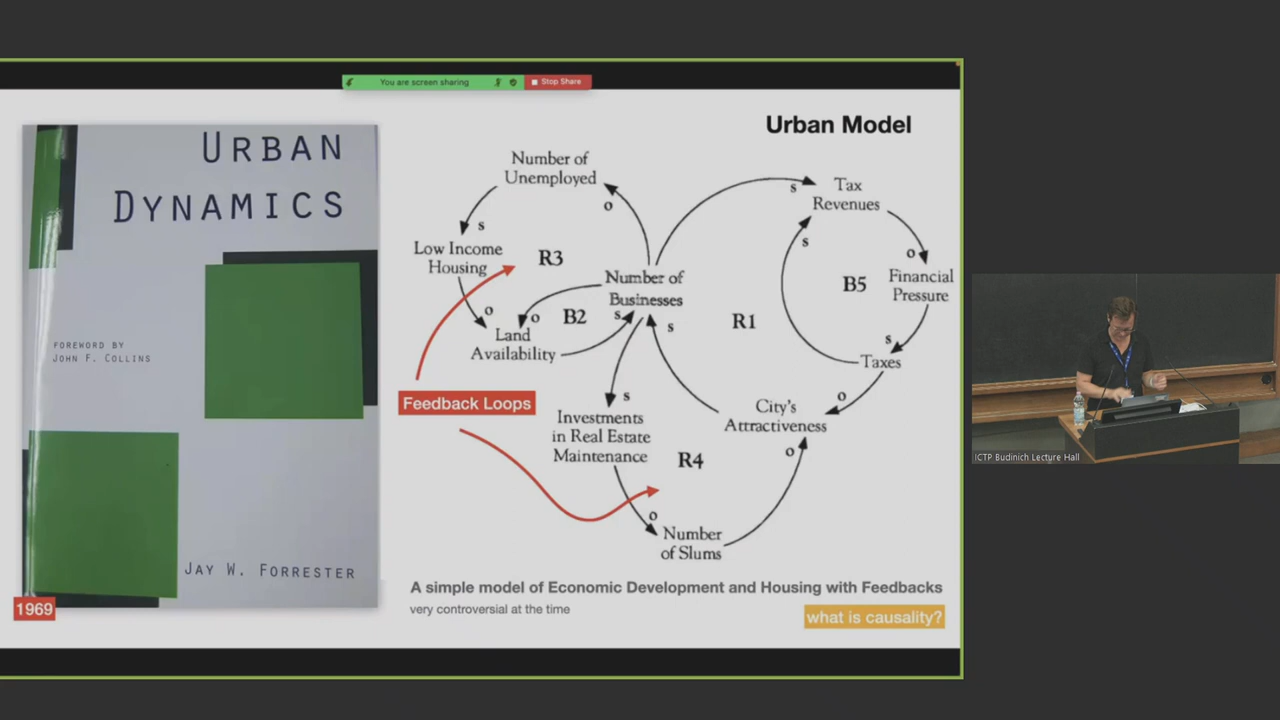 You are screen sharing
Stop Share
URBAN
DYNAMICS
FOREWORD BY
JOHN F. COLLINS
JAY W. FORRESTER
1969
Urban Model
Number of
Unemployed
o
s
Low Income
Housing
R3
o
Land
Availability
o
B2
s
Number of
Businesses
s
Tax
Revenues
s
o
B5
Financial
Pressure
s
R1
Taxes
s
o
City's
Attractiveness
Feedback Loops
s
Investments
in Real Estate
Maintenance
R4
o
o
Number
of Slums
A simple model of Economic Development and Housing with Feedbacks
very controversial at the time
what is causality?
ICTP Budinich Lecture Hall